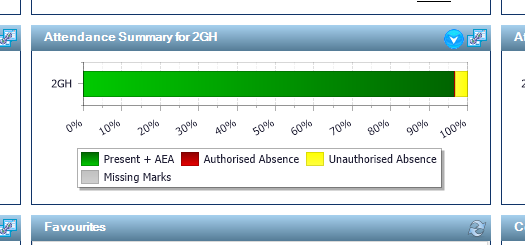 Attendance Summary for 2GH
2GH
0% 10% 20% 30% 40% 50% 60% 70% 80% 90% 100%
Present + AEA Authorised Absence Unauthorised Absence
Missing Marks
Favourites